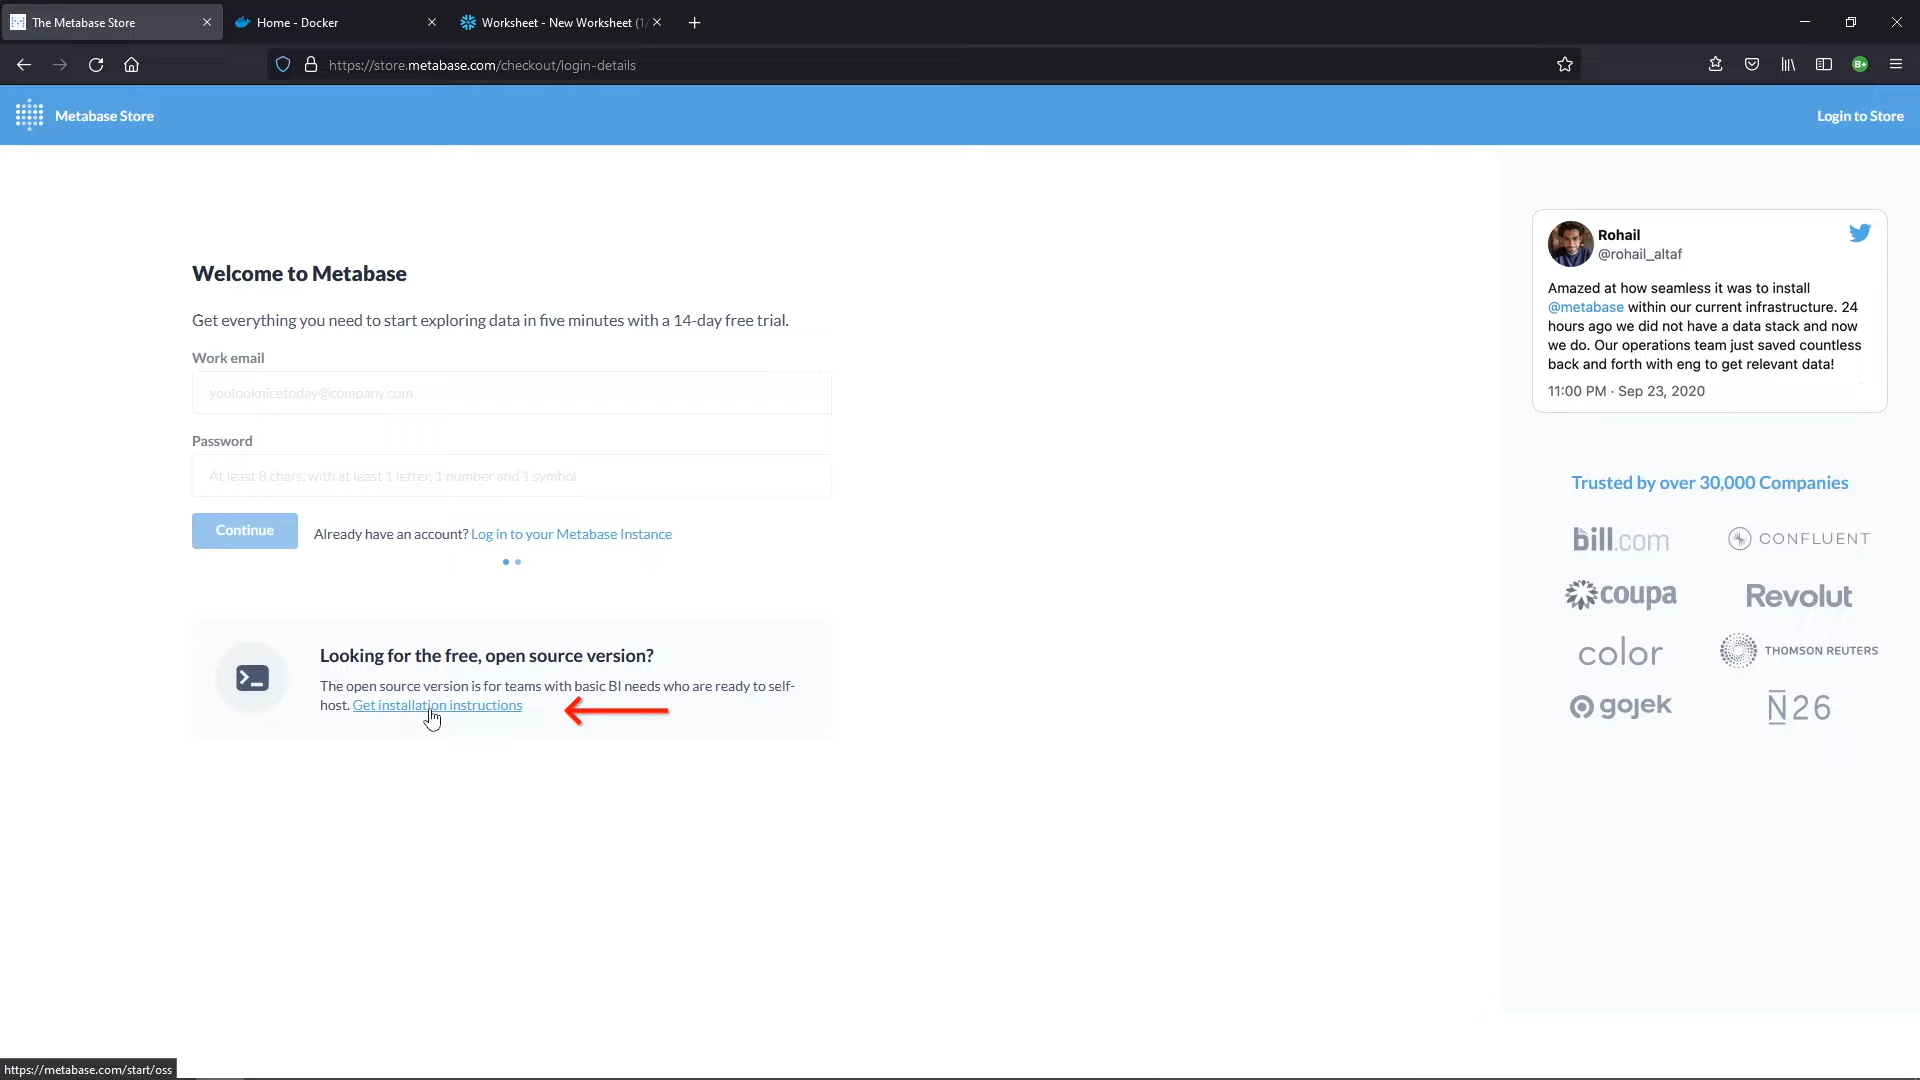 The Metabase Store
Home - Docker
Worksheet - New Worksheet (1/
https://store.metabase.com/checkout/login-details
B+
Metabase Store
Login to Store
Welcome to Metabase
Get everything you need to start exploring data in five minutes with a 14-day free trial.
Work email
youlooknicetoday@company.com
Password
At least 8 chars, with at least 1 letter, 1 number and 1 symbol
Continue
Already have an account? Log in to your Metabase Instance
Looking for the free, open source version?
The open source version is for teams with basic BI needs who are ready to self-
host. Get installation instructions
Rohail
@rohail_altaf
Amazed at how seamless it was to install
@metabase within our current infrastructure. 24
hours ago we did not have a data stack and now
we do. Our operations team just saved countless
back and forth with eng to get relevant data!
11:00 PM · Sep 23, 2020
Trusted by over 30,000 Companies
bill.com
CONFLUENT
coupa
Revolut
color
THOMSON REUTERS
gojek
N26
https://metabase.com/start/oss